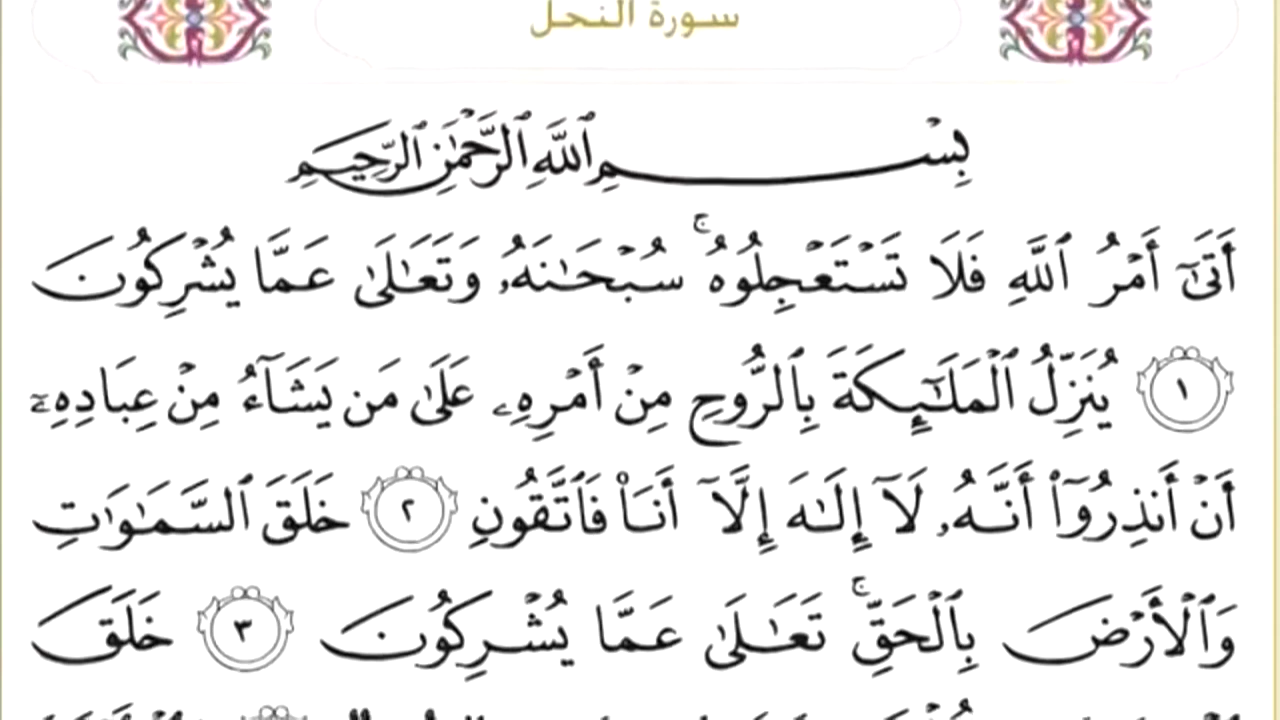 سورة النحل
بِسْمِ ٱللَّهِ ٱلرَّحْمَٰنِ ٱلرَّحِيمِ
أَتَىٰٓ أَمْرُ ٱللَّهِ فَلَا تَسْتَعْجِلُوهُ ۚ سُبْحَٰنَهُۥ وَتَعَٰلَىٰ عَمَّا يُشْرِكُونَ
١ يُنَزِّلُ ٱلْمَلَٰٓئِكَةَ بِٱلرُّوحِ مِنْ أَمْرِهِۦ عَلَىٰ مَن يَشَآءُ مِنْ عِبَادِهِۦٓ
أَنْ أَنذِرُوٓا۟ أَنَّهُۥ لَآ إِلَٰهَ إِلَّآ أَنَا۠ فَٱتَّقُونِ ٢ خَلَقَ ٱلسَّمَٰوَٰتِ
وَٱلْأَرْضَ بِٱلْحَقِّ ۚ تَعَٰلَىٰ عَمَّا يُشْرِكُونَ ٣ خَلَقَ